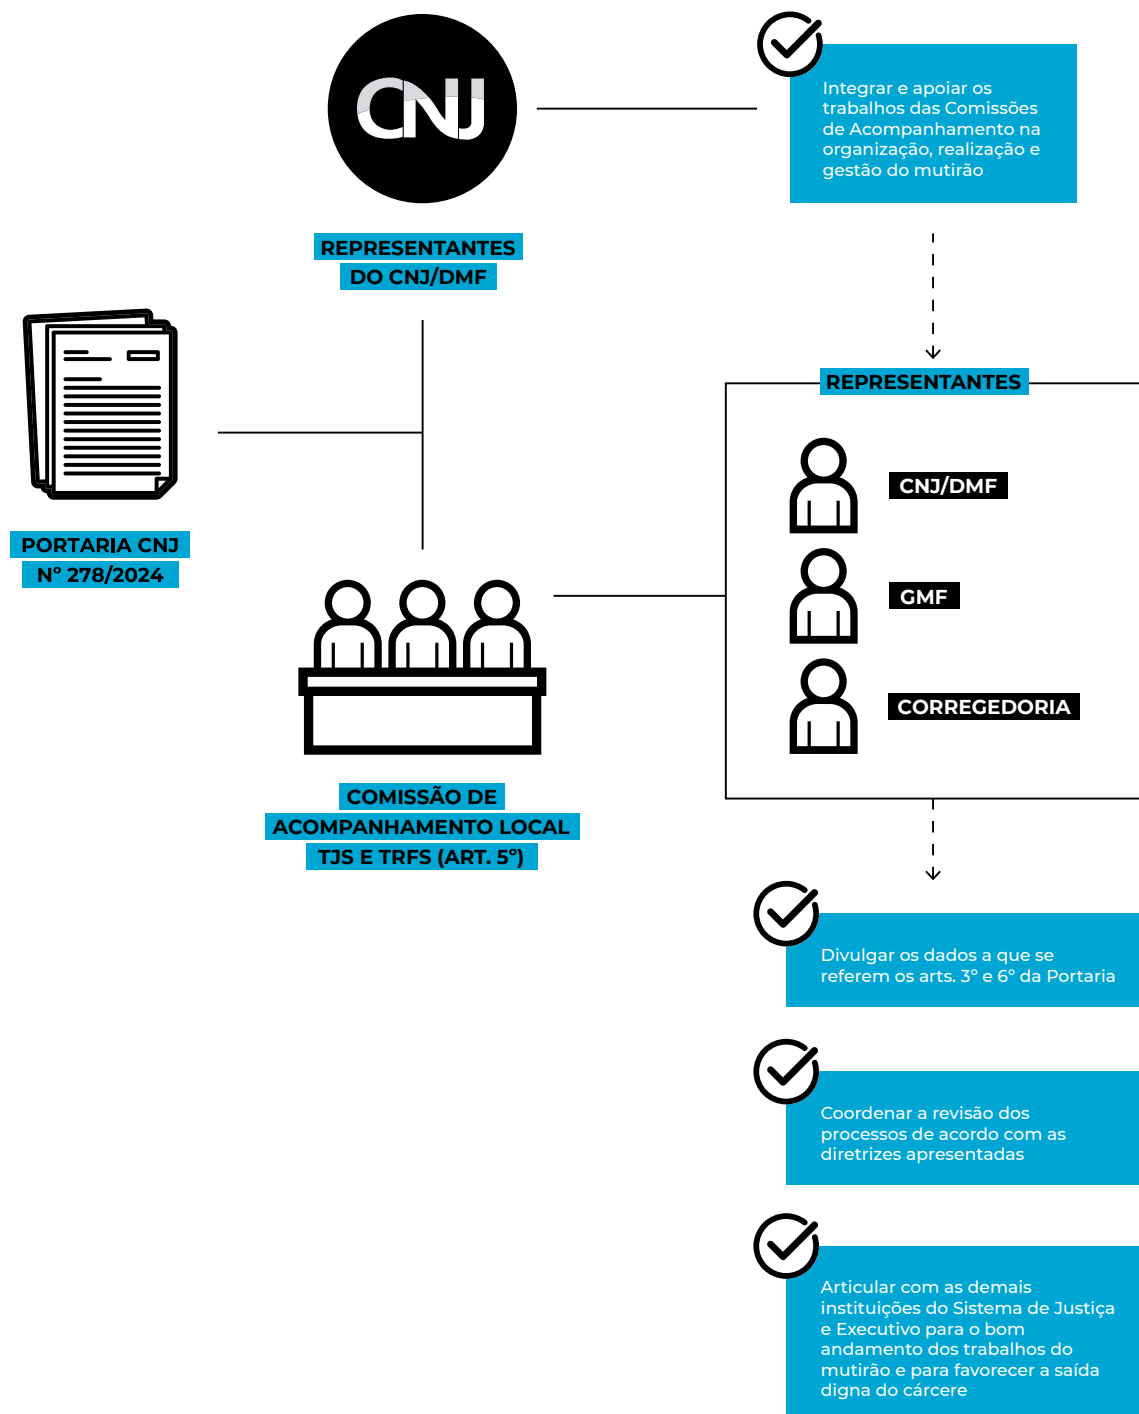 CNJ
Integrar e apoiar os
trabalhos das Comissões
de Acompanhamento na
organização, realização e
gestão do mutirão
REPRESENTANTES
DO CNJ/DMF
PORTARIA CNJ
Nº 278/2024
REPRESENTANTES
CNJ/DMF
GMF
CORREGEDORIA
COMISSÃO DE
ACOMPANHAMENTO LOCAL
TJS E TRFS (ART. 5º)
Divulgar os dados a que se
referem os arts. 3º e 6º da Portaria
Coordenar a revisão dos
processos de acordo com as
diretrizes apresentadas
Articular com as demais
instituições do Sistema de Justiça
e Executivo para o bom
andamento dos trabalhos do
mutirão e para favorecer a saída
digna do cárcere